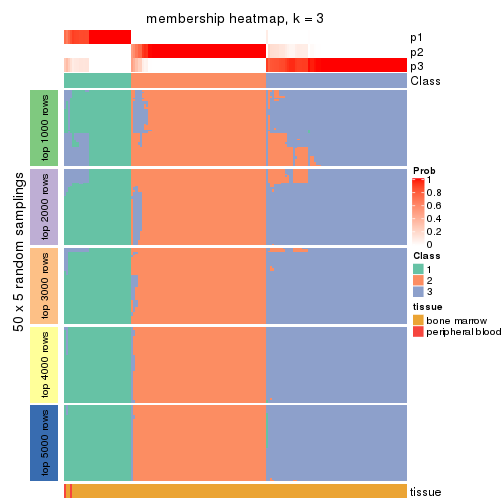 membership heatmap, k = 3
p1
p2
p3
Class
50 x 5 random samplings
top 1000 rows
top 2000 rows
top 3000 rows
top 4000 rows
top 5000 rows
Prob
1
0.8
0.6
0.4
0.2
0
Class
1
2
3
tissue
bone marrow
peripheral blood
tissue